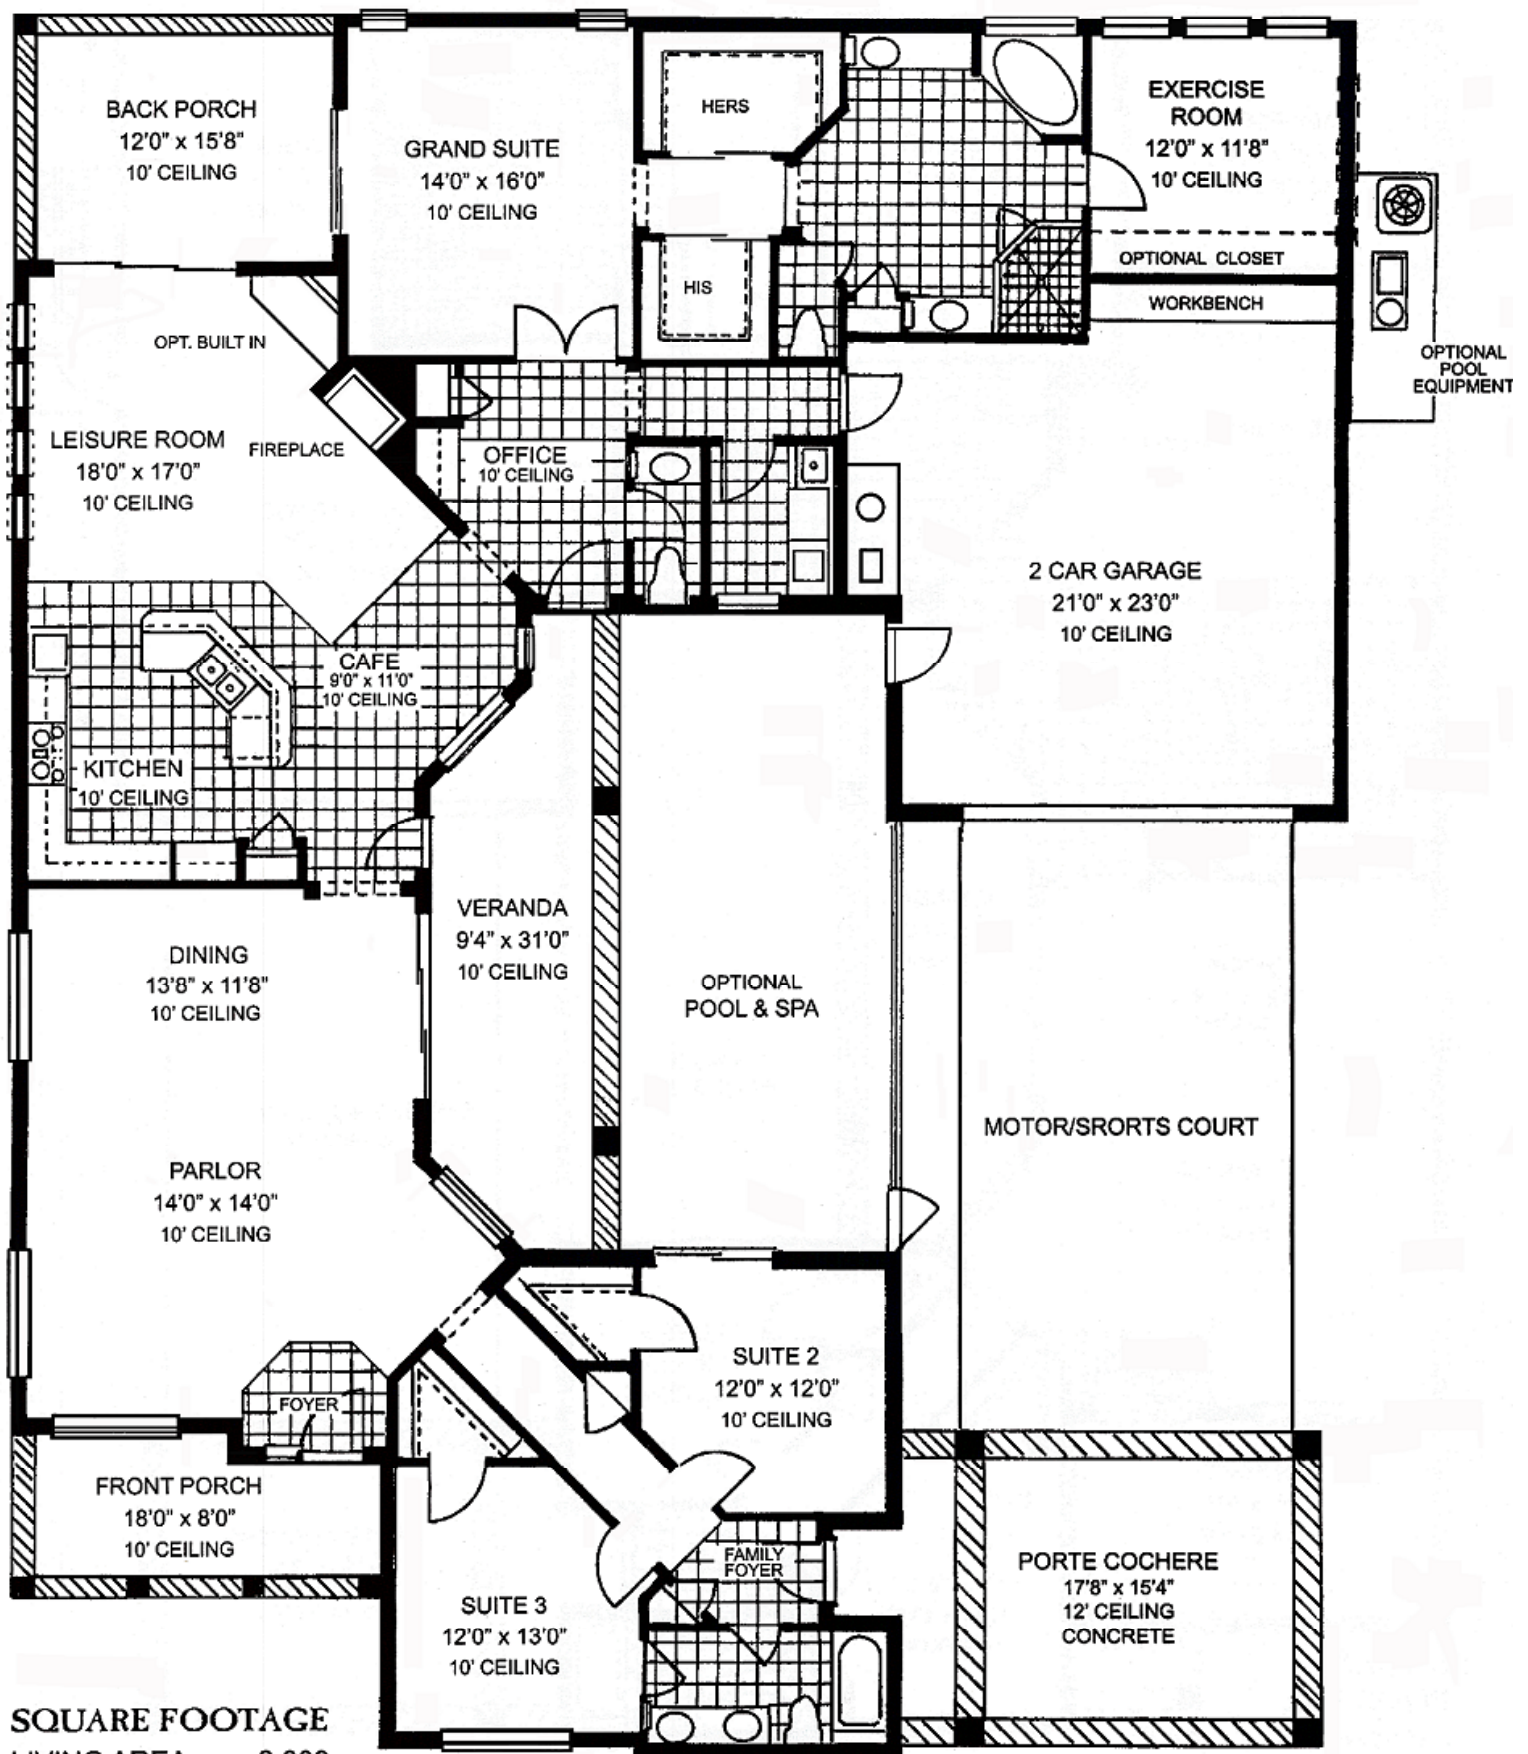 BACK PORCH
12'0" x 15'8"
10' CEILING
GRAND SUITE
14'0" x 16'0"
10' CEILING
HERS
HIS
EXERCISE
ROOM
12'0" x 11'8"
10' CEILING
OPTIONAL CLOSET
WORKBENCH
OPTIONAL
POOL
EQUIPMENT
OPT. BUILT IN
LEISURE ROOM
18'0" x 17'0"
10' CEILING
FIREPLACE
OFFICE
10' CEILING
2 CAR GARAGE
21'0" x 23'0"
10' CEILING
CAFE
9'0" x 11'0"
10' CEILING
KITCHEN
10' CEILING
VERANDA
9'4" x 31'0"
10' CEILING
DINING
13'8" x 11'8"
10' CEILING
OPTIONAL
POOL & SPA
MOTOR/SRORTS COURT
PARLOR
14'0" x 14'0"
10' CEILING
SUITE 2
12'0" x 12'0"
10' CEILING
FOYER
FRONT PORCH
18'0" x 8'0"
10' CEILING
FAMILY
FOYER
PORTE COCHERE
17'8" x 15'4"
12' CEILING
CONCRETE
SUITE 3
12'0" x 13'0"
10' CEILING
SQUARE FOOTAGE
LIVING AREA